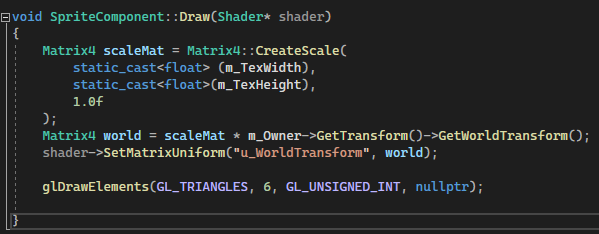 void SpriteComponent::Draw(Shader* shader)
{
    Matrix4 scaleMat = Matrix4::CreateScale(
        static_cast<float> (m_TexWidth),
        static_cast<float>(m_TexHeight),
        1.0f
    );
    Matrix4 world = scaleMat * m_Owner->GetTransform()->GetWorldTransform();
    shader->SetMatrixUniform("u_WorldTransform", world);

    glDrawElements(GL_TRIANGLES, 6, GL_UNSIGNED_INT, nullptr);

}